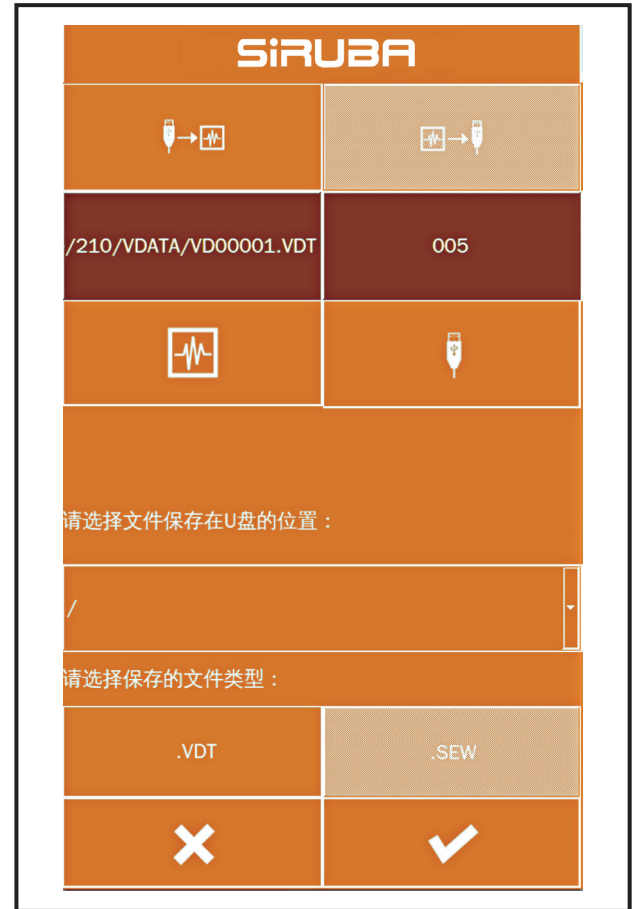 SiRUBA
/210/VDATA/VD00001.VDT
005
请选择文件保存在U盘的位置：
/
请选择保存的文件类型：
.VDT
.SEW